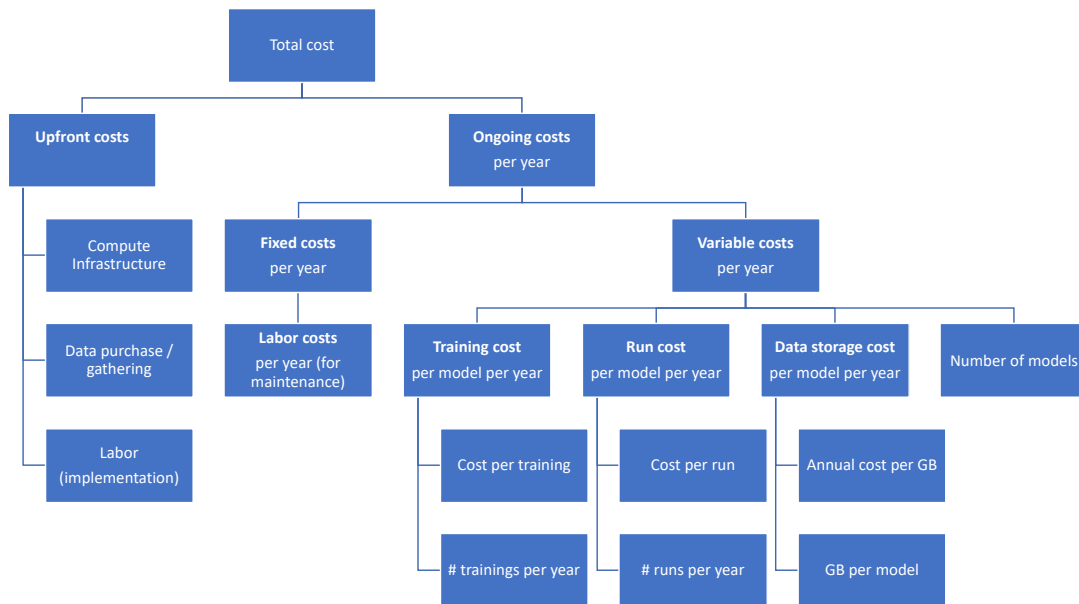 Total cost
Upfront costs
Ongoing costs
per year
Fixed costs
per year
Variable costs
per year
Compute
Infrastructure
Data purchase /
gathering
Labor
(implementation)
Labor costs
per year (for
maintenance)
Training cost
per model per year
Run cost
per model per year
Data storage cost
per model per year
Number of models
Cost per training
# trainings per year
Cost per run
# runs per year
Annual cost per GB
GB per model